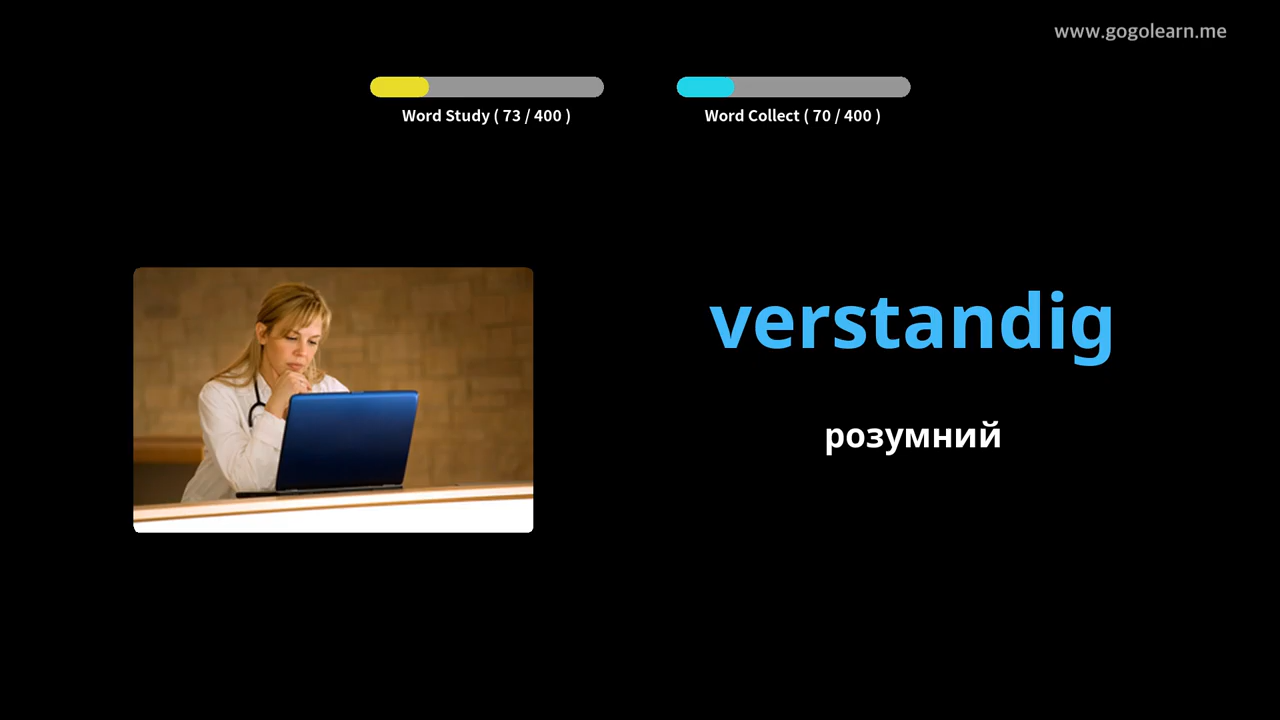 www.gogolearn.me
Word Study ( 73 / 400 )
Word Collect ( 70 / 400 )
verstandig
розумний